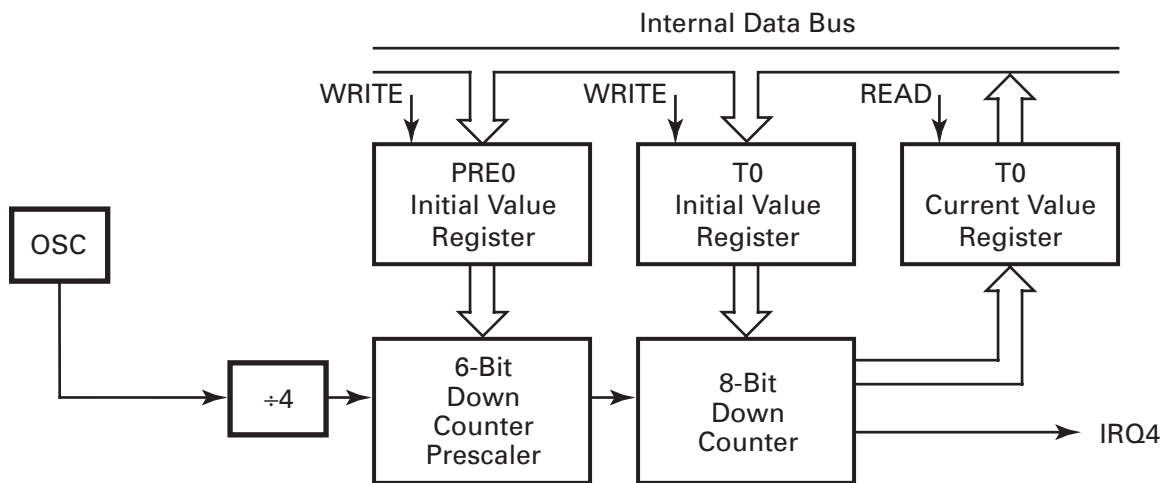 Internal Data Bus
WRITE
WRITE
READ
PRE0
Initial Value
Register
T0
Initial Value
Register
T0
Current Value
Register
OSC
÷4
6-Bit
Down
Counter
Prescaler
8-Bit
Down
Counter
IRQ4